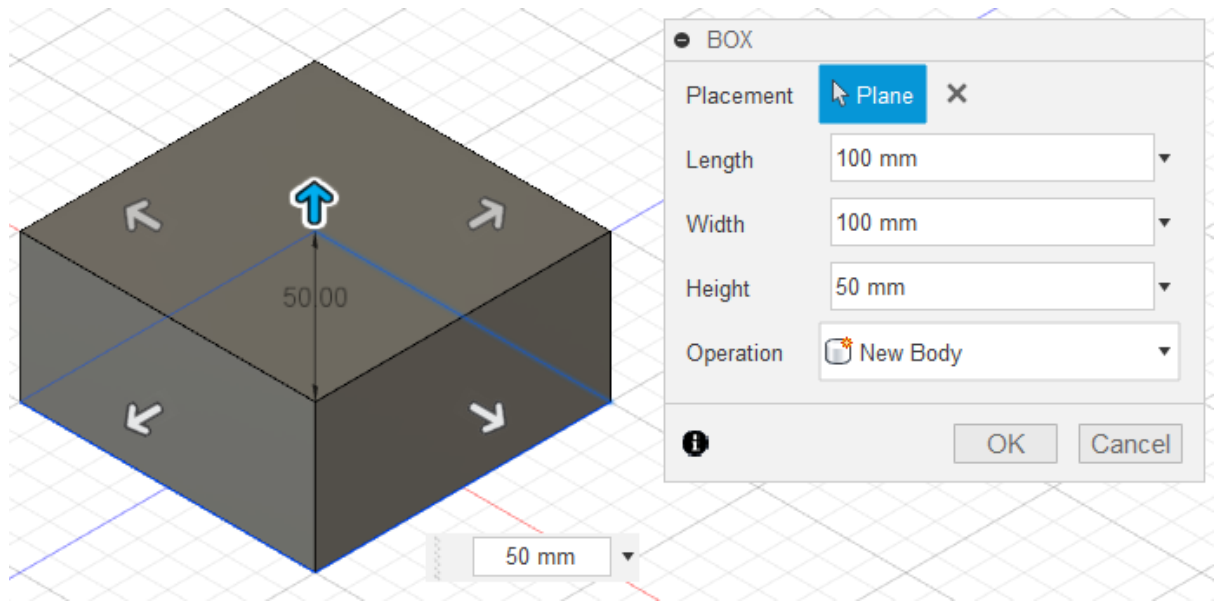 BOX
Placement Plane
Length 100 mm
Width 100 mm
Height 50 mm
Operation New Body
OK Cancel
50.00
50 mm